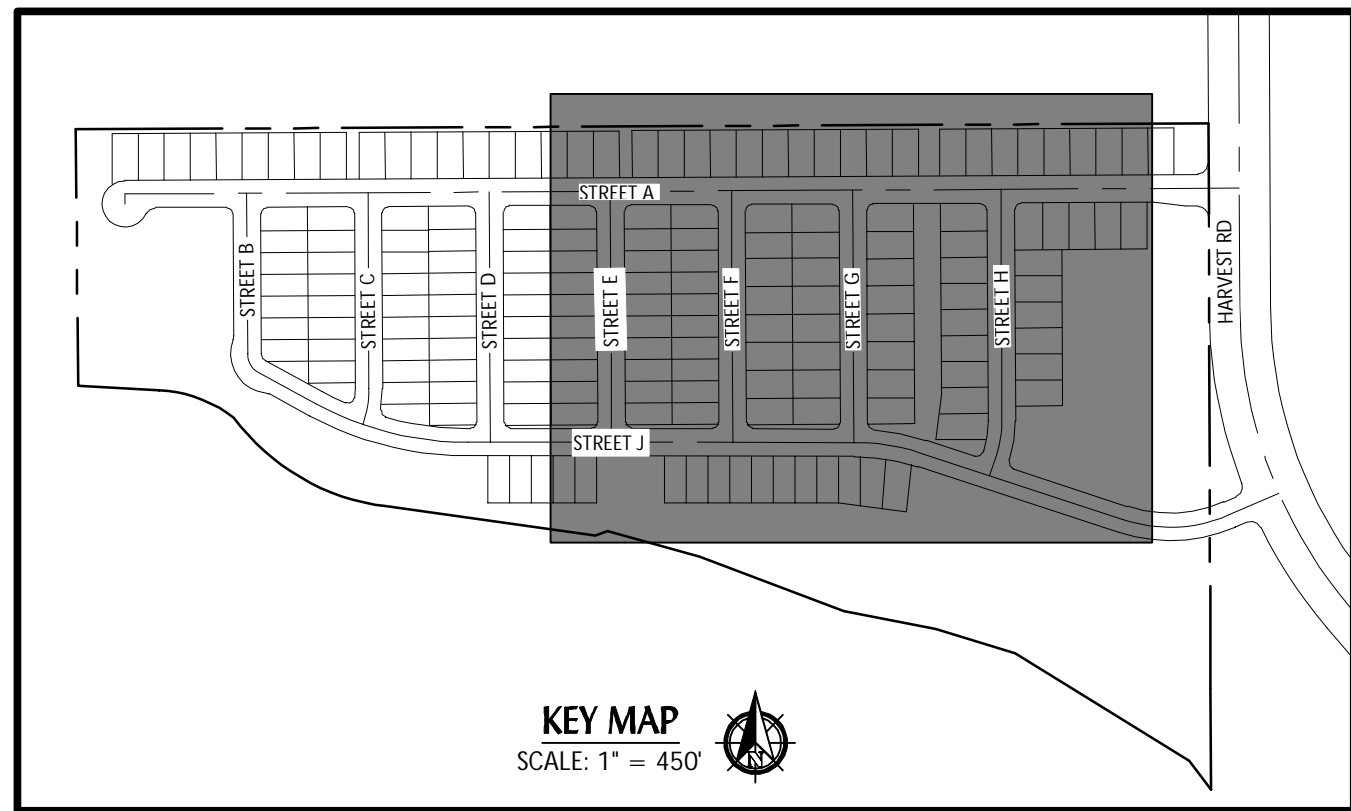 STREET A
STREET B
STREET C
STREET D
STREET E
STREET F
STREET G
STREET H
HARVEST RD
STREET J
KEY MAP
SCALE: 1" = 450'
N